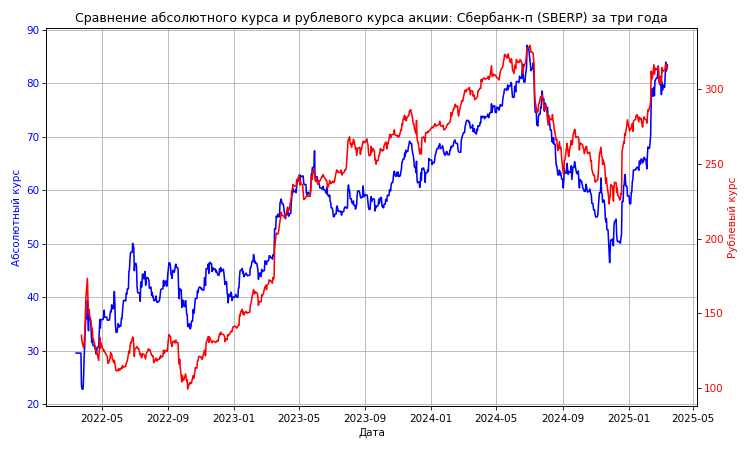 Сравнение абсолютного курса и рублевого курса акции: Сбербанк-п (SBERP) за три года
90
80
70
60
50
40
30
20
Абсолютный курс
300
250
200
150
100
Рублевый курс
2022-05 2022-09 2023-01 2023-05 2023-09 2024-01 2024-05 2024-09 2025-01 2025-05
Дата